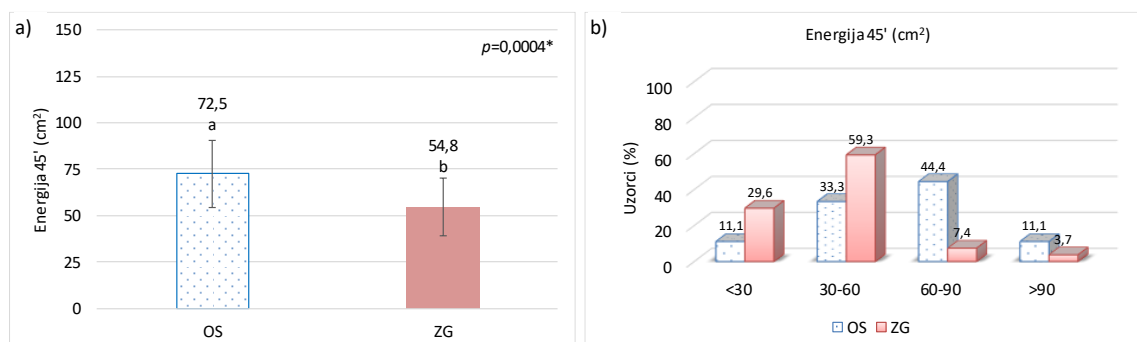 a)
150
125
100
75
50
25
0
Energija 45' (cm²)
p=0,0004*
72,5
a
54,8
b
OS
ZG
b)
Energija 45' (cm²)
100
80
60
40
20
0
Uzorci (%)
11,1
29,6
33,3
59,3
44,4
7,4
11,1
3,7
<30
30-60
60-90
>90
OS
ZG